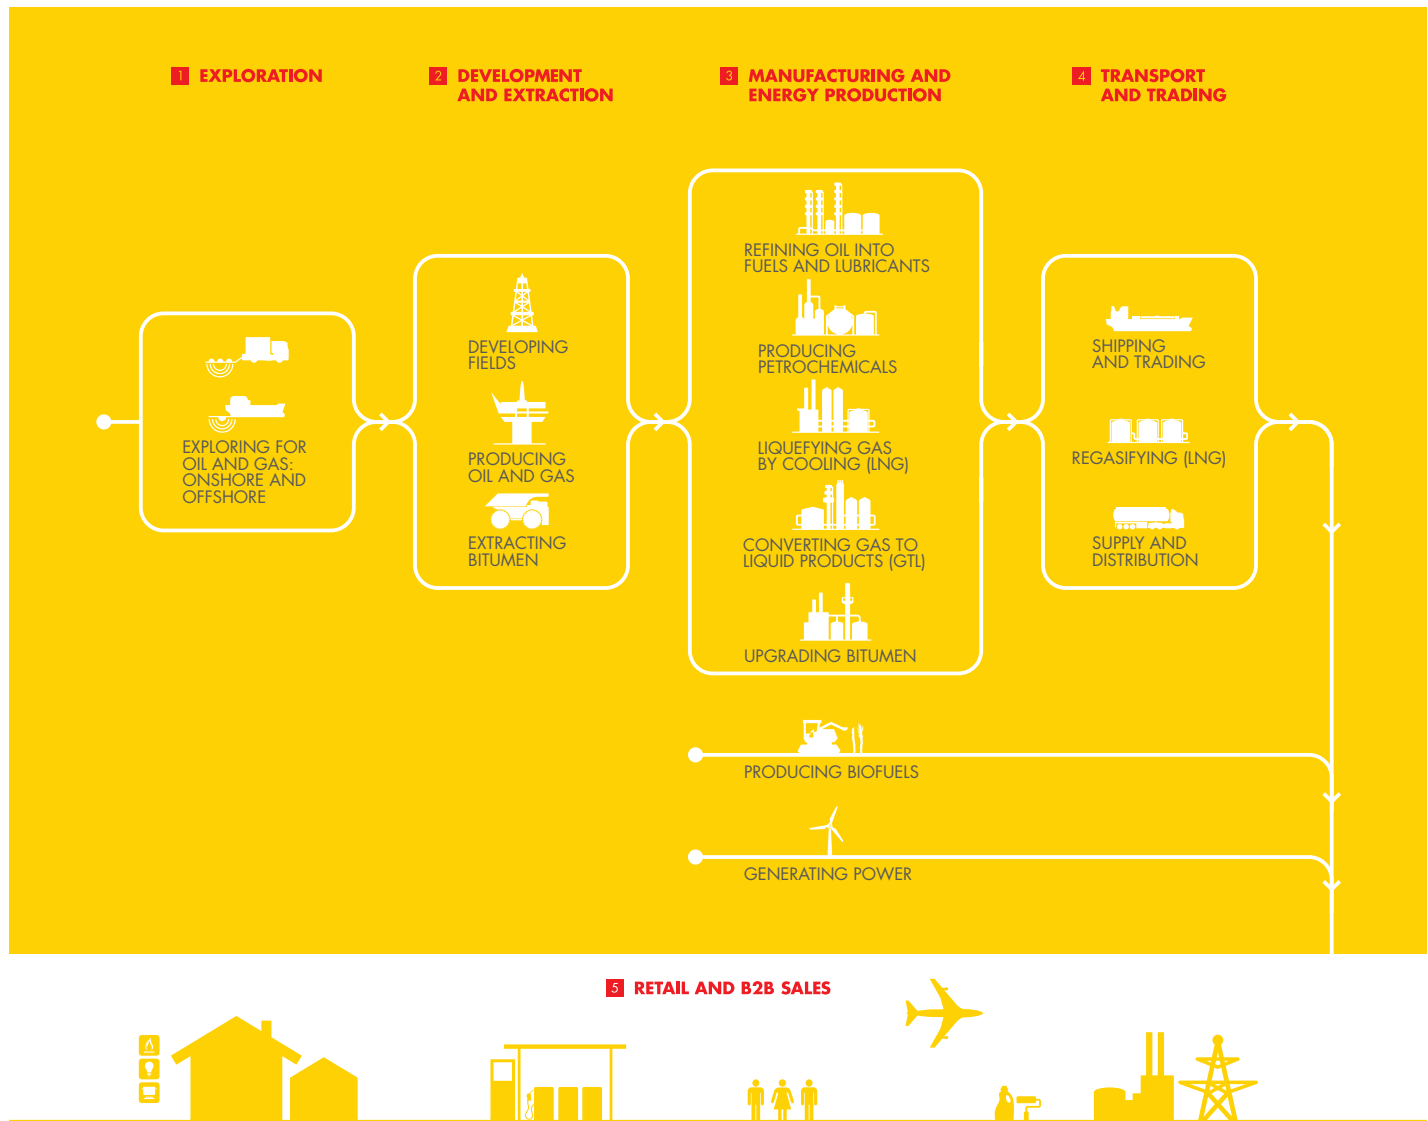 1 EXPLORATION
2 DEVELOPMENT
AND EXTRACTION
3 MANUFACTURING AND
ENERGY PRODUCTION
4 TRANSPORT
AND TRADING
EXPLORING FOR
OIL AND GAS:
ONSHORE AND
OFFSHORE
DEVELOPING
FIELDS
PRODUCING
OIL AND GAS
EXTRACTING
BITUMEN
REFINING OIL INTO
FUELS AND LUBRICANTS
PRODUCING
PETROCHEMICALS
LIQUEFYING GAS
BY COOLING (LNG)
CONVERTING GAS TO
LIQUID PRODUCTS (GTL)
UPGRADING BITUMEN
SHIPPING
AND TRADING
REGASIFYING (LNG)
SUPPLY AND
DISTRIBUTION
PRODUCING BIOFUELS
GENERATING POWER
5 RETAIL AND B2B SALES